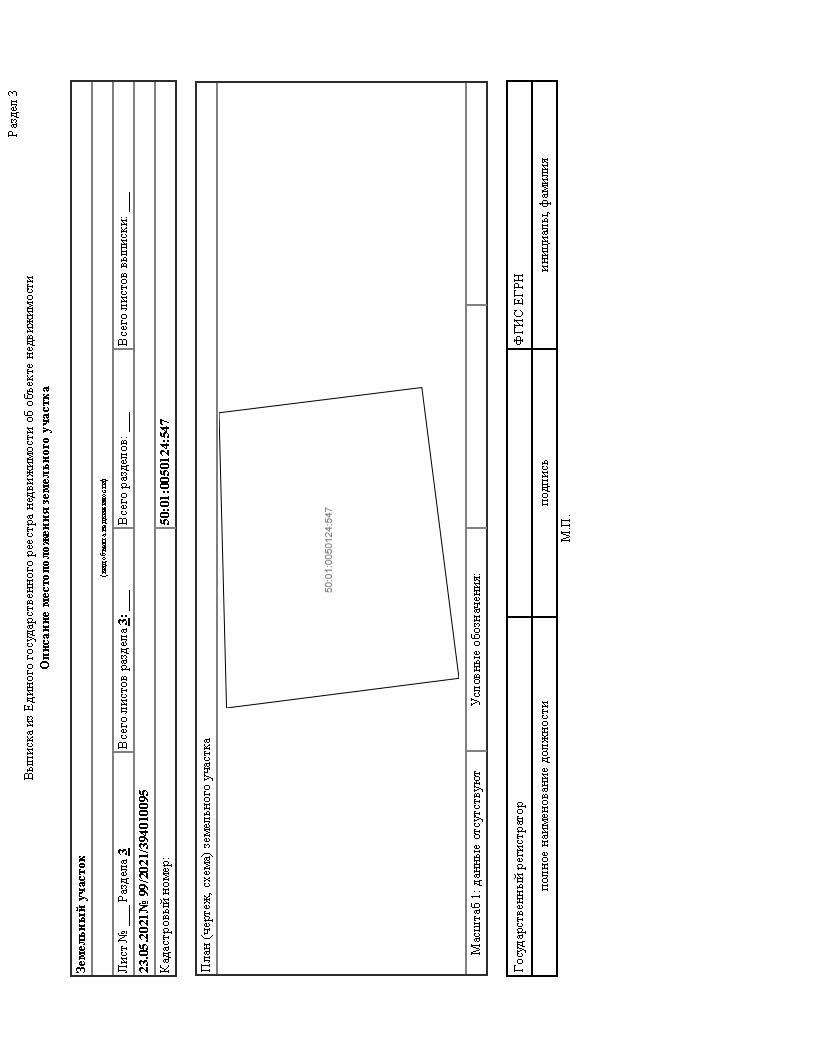 Раздел 3
Выписка из Единого государственного реестра недвижимости об объекте недвижимости
Описание местоположения земельного участка
Земельный участок
(вид объекта недвижимости)
Лист № ___ Раздела 3
Всего листов раздела 3: ___
Всего разделов: ___
Всего листов выписки: ___
23.05.2021№ 99/2021/394010095
Кадастровый номер:
50:01:0050124:547
План (чертеж, схема) земельного участка
50:01:0050124:547
Масштаб 1: данные отсутствуют
Условные обозначения:
Государственный регистратор
ФГИС ЕГРН
полное наименование должности
подпись
инициалы, фамилия
М.П.